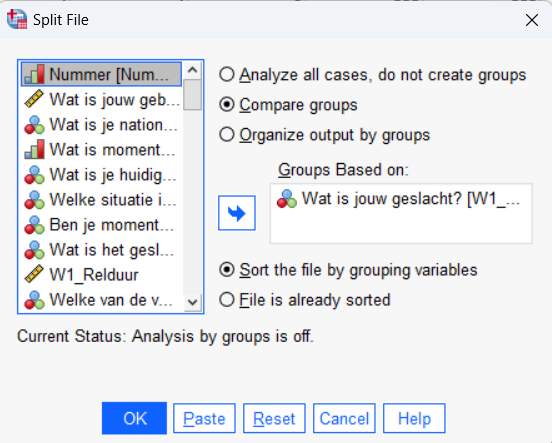 Split File
Nummer [Num...
Wat is jouw geb...
Wat is je nation...
Wat is moment...
Wat is je huidig...
Welke situatie i...
Ben je momen...
Wat is het gesl...
W1_Relduur
Welke van de v...
Analyze all cases, do not create groups
Compare groups
Organize output by groups
Groups Based on:
Wat is jouw geslacht? [W1_...
Sort the file by grouping variables
File is already sorted
Current Status: Analysis by groups is off.
OK
Paste
Reset
Cancel
Help